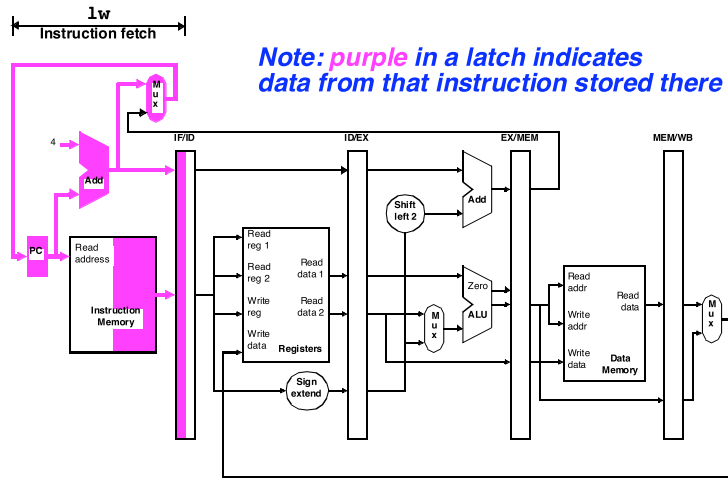 lw
Instruction fetch
Note: purple in a latch indicates
data from that instruction stored there
M
u
x
IF/ID
ID/EX
EX/MEM
MEM/WB
4
Add
PC
Read
address
Instruction
Memory
Read
reg 1
Read
reg 2
Write
reg
Write
data
Read
data 1
Read
data 2
Registers
Sign
extend
Shift
left 2
Add
M
u
x
Zero
ALU
Read
addr
Write
addr
Write
data
Read
data
Data
Memory
M
u
x